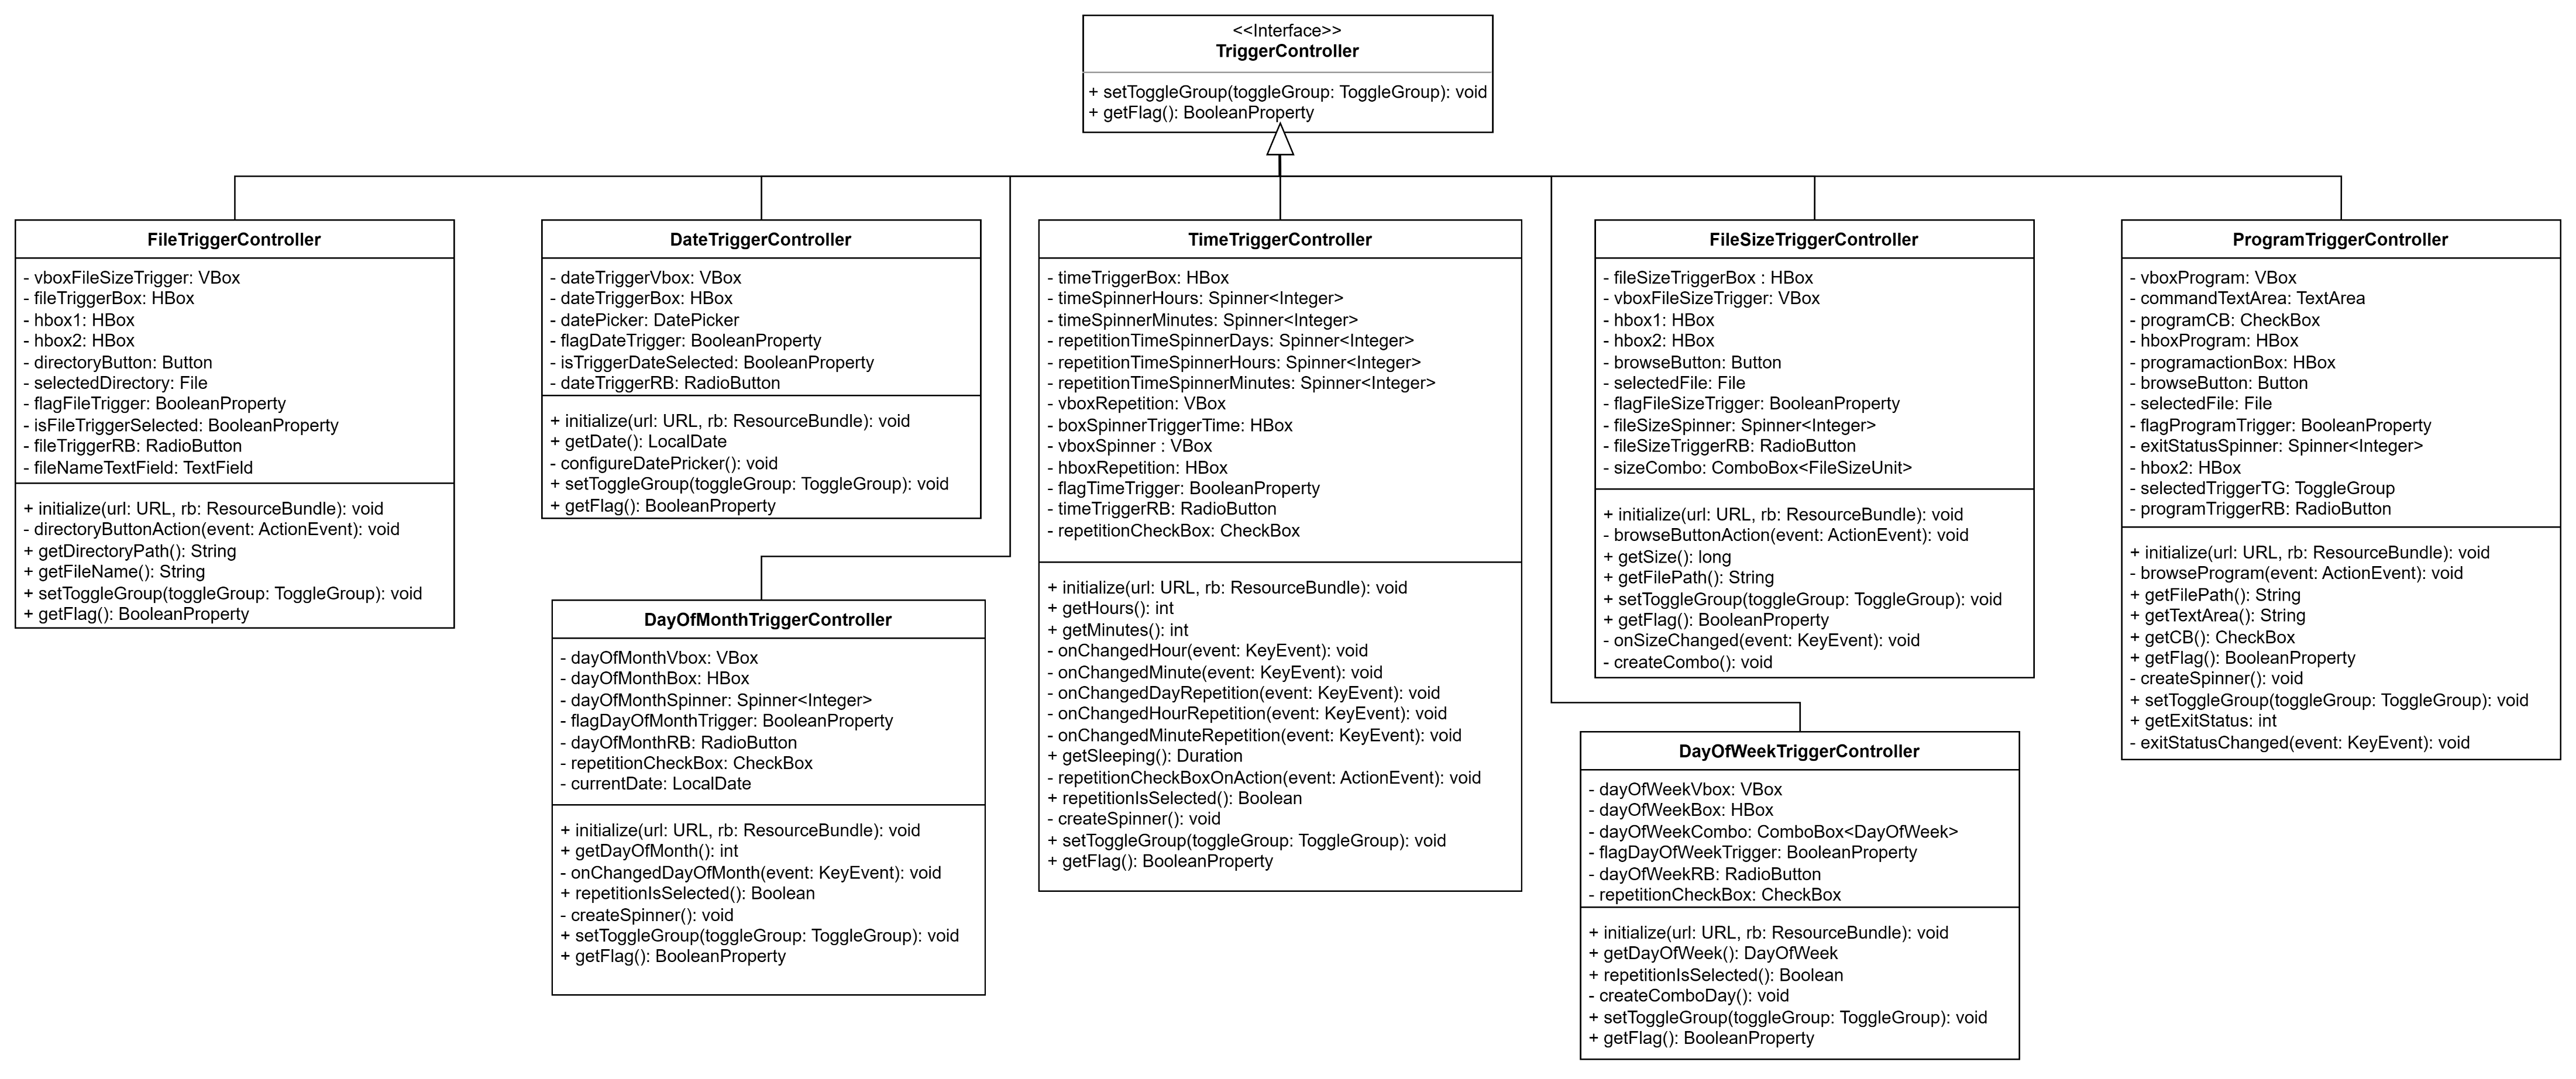 <<Interface>>
TriggerController
+ setToggleGroup(toggleGroup: ToggleGroup): void
+ getFlag(): BooleanProperty
FileTriggerController
- vboxFileSizeTrigger: VBox
- fileTriggerBox: HBox
- hbox1: HBox
- hbox2: HBox
- directoryButton: Button
- selectedDirectory: File
- flagFileTrigger: BooleanProperty
- isFileTriggerSelected: BooleanProperty
- fileTriggerRB: RadioButton
- fileNameTextField: TextField
+ initialize(url: URL, rb: ResourceBundle): void
- directoryButtonAction(event: ActionEvent): void
+ getDirectoryPath(): String
+ getFileName(): String
+ setToggleGroup(toggleGroup: ToggleGroup): void
+ getFlag(): BooleanProperty
DateTriggerController
- dateTriggerVbox: VBox
- dateTriggerBox: HBox
- datePicker: DatePicker
- flagDateTrigger: BooleanProperty
- isTriggerDateSelected: BooleanProperty
- dateTriggerRB: RadioButton
+ initialize(url: URL, rb: ResourceBundle): void
+ getDate(): LocalDate
- configureDatePricker(): void
+ setToggleGroup(toggleGroup: ToggleGroup): void
+ getFlag(): BooleanProperty
DayOfMonthTriggerController
- dayOfMonthVbox: VBox
- dayOfMonthBox: HBox
- dayOfMonthSpinner: Spinner<Integer>
- flagDayOfMonthTrigger: BooleanProperty
- dayOfMonthRB: RadioButton
- repetitionCheckBox: CheckBox
- currentDate: LocalDate
+ initialize(url: URL, rb: ResourceBundle): void
+ getDayOfMonth(): int
- onChangedDayOfMonth(event: KeyEvent): void
+ repetitionIsSelected(): Boolean
- createSpinner(): void
+ setToggleGroup(toggleGroup: ToggleGroup): void
+ getFlag(): BooleanProperty
TimeTriggerController
- timeTriggerBox: HBox
- timeSpinnerHours: Spinner<Integer>
- timeSpinnerMinutes: Spinner<Integer>
- repetitionTimeSpinnerDays: Spinner<Integer>
- repetitionTimeSpinnerHours: Spinner<Integer>
- repetitionTimeSpinnerMinutes: Spinner<Integer>
- vboxRepetition: VBox
- boxSpinnerTriggerTime: HBox
- vboxSpinner : VBox
- hboxRepetition: HBox
- flagTimeTrigger: BooleanProperty
- timeTriggerRB: RadioButton
- repetitionCheckBox: CheckBox
+ initialize(url: URL, rb: ResourceBundle): void
+ getHours(): int
+ getMinutes(): int
- onChangedHour(event: KeyEvent): void
- onChangedMinute(event: KeyEvent): void
- onChangedDayRepetition(event: KeyEvent): void
- onChangedHourRepetition(event: KeyEvent): void
- onChangedMinuteRepetition(event: KeyEvent): void
+ getSleeping(): Duration
- repetitionCheckBoxOnAction(event: ActionEvent): void
+ repetitionIsSelected(): Boolean
- createSpinner(): void
+ setToggleGroup(toggleGroup: ToggleGroup): void
+ getFlag(): BooleanProperty
FileSizeTriggerController
- fileSizeTriggerBox : HBox
- vboxFileSizeTrigger: VBox
- hbox1: HBox
- hbox2: HBox
- browseButton: Button
- selectedFile: File
- flagFileSizeTrigger: BooleanProperty
- fileSizeSpinner: Spinner<Integer>
- fileSizeTriggerRB: RadioButton
- sizeCombo: ComboBox<FileSizeUnit>
+ initialize(url: URL, rb: ResourceBundle): void
- browseButtonAction(event: ActionEvent): void
+ getSize(): long
+ getFilePath(): String
+ setToggleGroup(toggleGroup: ToggleGroup): void
+ getFlag(): BooleanProperty
- onSizeChanged(event: KeyEvent): void
- createCombo(): void
DayOfWeekTriggerController
- dayOfWeekVbox: VBox
- dayOfWeekBox: HBox
- dayOfWeekCombo: ComboBox<DayOfWeek>
- flagDayOfWeekTrigger: BooleanProperty
- dayOfWeekRB: RadioButton
- repetitionCheckBox: CheckBox
+ initialize(url: URL, rb: ResourceBundle): void
+ getDayOfWeek(): DayOfWeek
+ repetitionIsSelected(): Boolean
- createComboDay(): void
+ setToggleGroup(toggleGroup: ToggleGroup): void
+ getFlag(): BooleanProperty
ProgramTriggerController
- vboxProgram: VBox
- commandTextArea: TextArea
- programCB: CheckBox
- hboxProgram: HBox
- programactionBox: HBox
- browseButton: Button
- selectedFile: File
- flagProgramTrigger: BooleanProperty
- exitStatusSpinner: Spinner<Integer>
- hbox2: HBox
- selectedTriggerTG: ToggleGroup
- programTriggerRB: RadioButton
+ initialize(url: URL, rb: ResourceBundle): void
- browseProgram(event: ActionEvent): void
+ getFilePath(): String
+ getTextArea(): String
+ getCB(): CheckBox
+ getFlag(): BooleanProperty
- createSpinner(): void
+ setToggleGroup(toggleGroup: ToggleGroup): void
+ getExitStatus: int
- exitStatusChanged(event: KeyEvent): void